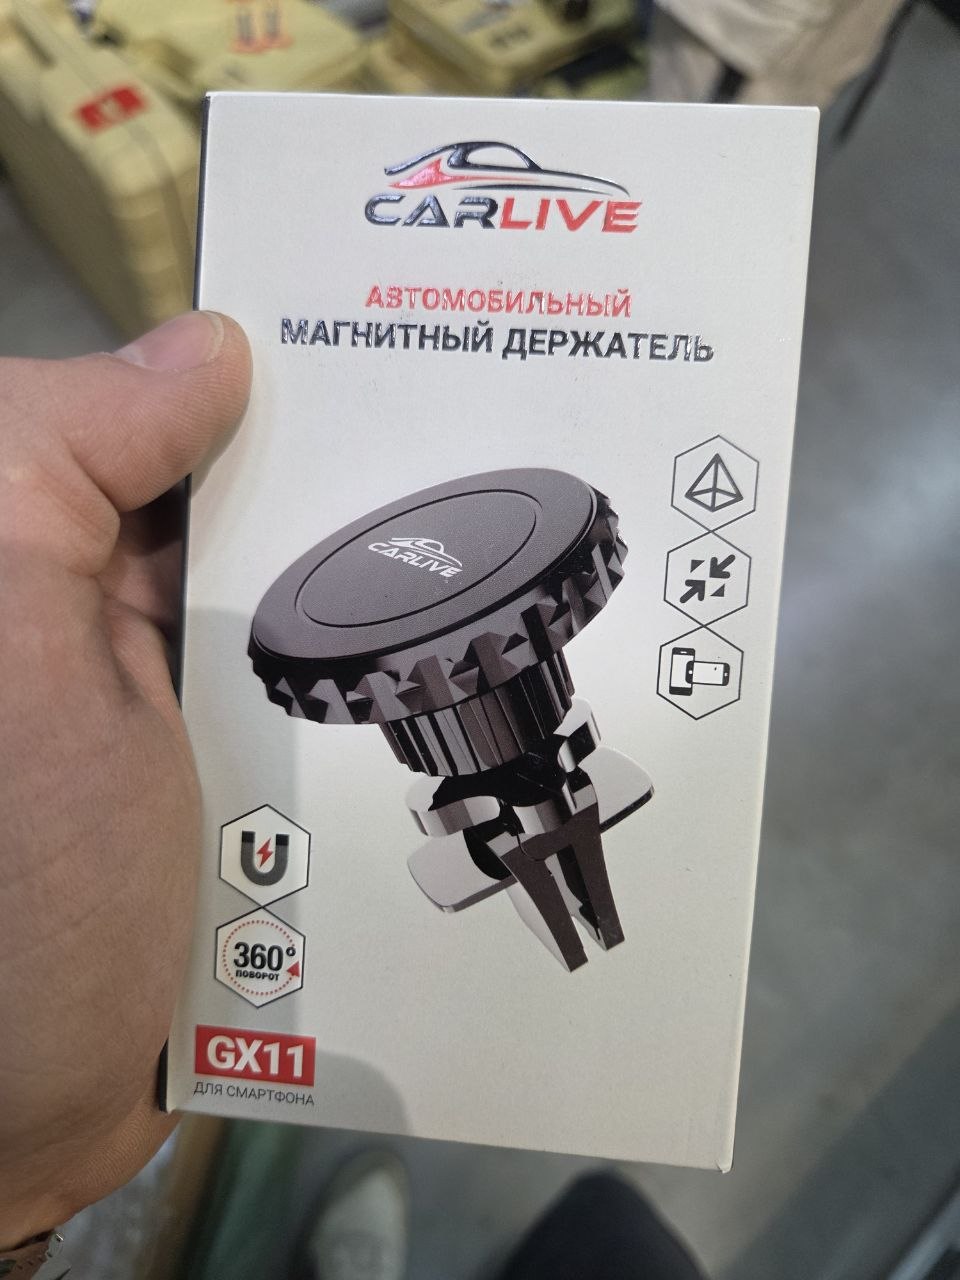 CARLIVE
АВТОМОБИЛЬНЫЙ
МАГНИТНЫЙ ДЕРЖАТЕЛЬ
CARLIVE
360°
ПОВОРОТ
GX11
ДЛЯ СМАРТФОНА